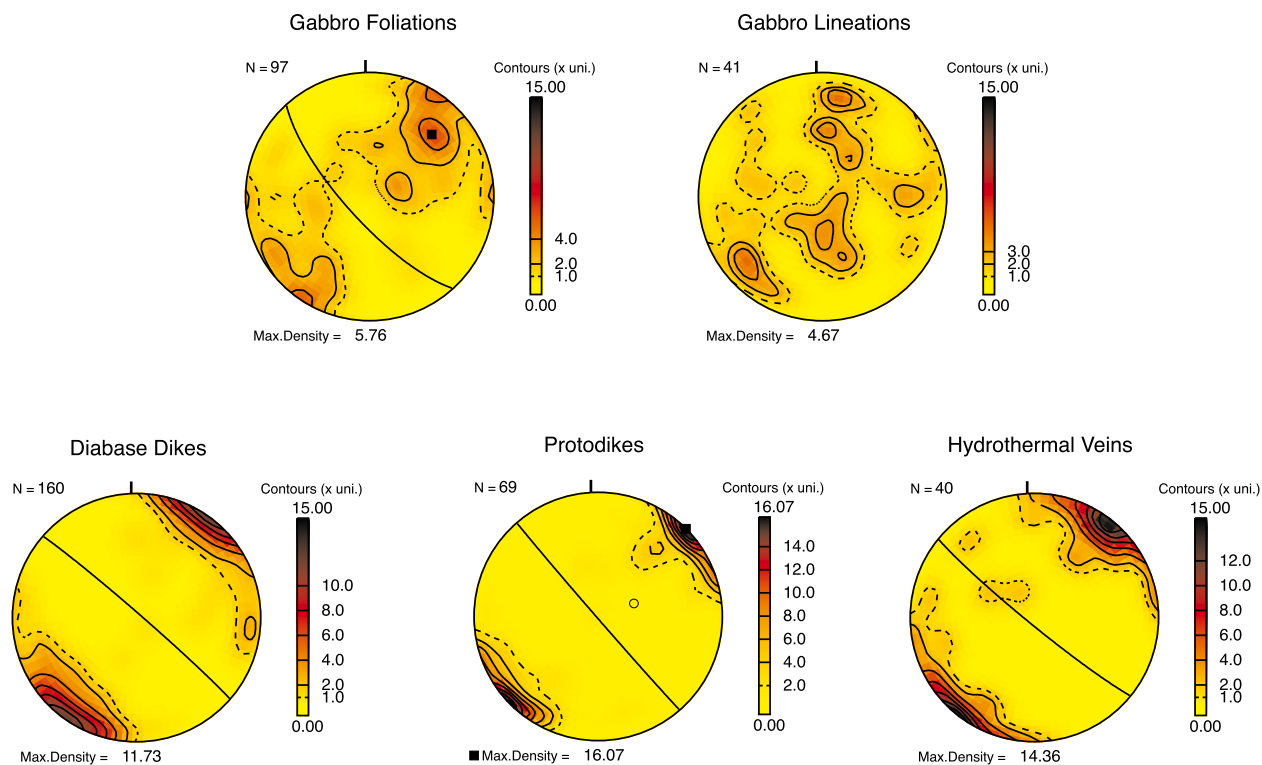 Gabbro Foliations
Gabbro Lineations
N = 97
Contours (x uni.)
15.00
4.0
2.0
1.0
0.00
Max.Density = 5.76
N = 41
Contours (x uni.)
15.00
3.0
2.0
1.0
0.00
Max.Density = 4.67
Diabase Dikes
Protodikes
Hydrothermal Veins
N = 160
Contours (x uni.)
15.00
10.0
8.0
6.0
4.0
2.0
1.0
0.00
Max.Density = 11.73
N = 69
Contours (x uni.)
16.07
14.0
12.0
10.0
8.0
6.0
4.0
2.0
0.00
Max.Density = 16.07
N = 40
Contours (x uni.)
15.00
12.0
10.0
8.0
6.0
4.0
2.0
1.0
0.00
Max.Density = 14.36